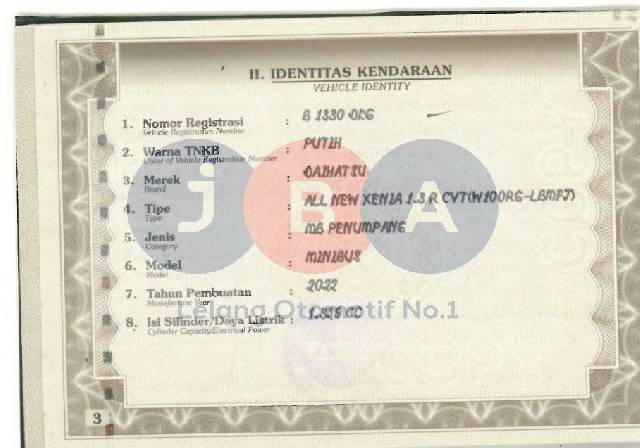 II. IDENTITAS KENDARAAN
VEHICLE IDENTITY
1. Nomor Registrasi : B 1330
Vehicle Registration Number
2. Warna TNKB : PUTIH
Color of Vehicle Registration Number
3. Merek : DAIHATSU
Brand
4. Tipe : ALL NEW XENIA 1.3 R CVT(W100RG-LBMFJ)
Type
5. Jenis : MB PENUMPANG
Category
6. Model : MINIBUS
Model
7. Tahun Pembuatan : 2022
Manufacture Year
8. Isi Silinder/Daya Listrik : CC
Cylinder Capacity/Electrical Power
JBA
Lelang Otomotif No.1
3